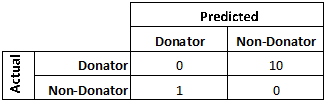 Predicted
Donator Non-Donator
Actual
Donator 0 10
Non-Donator 1 0